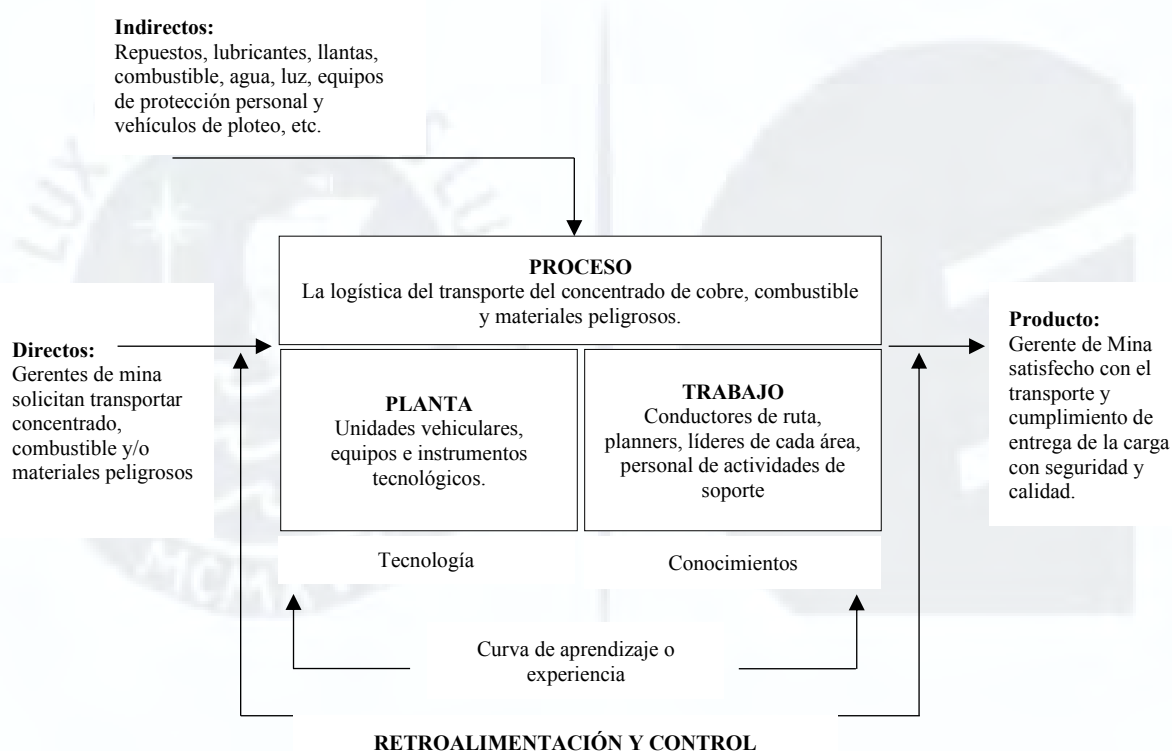 Indirectos:
Repuestos, lubricantes, llantas,
combustible, agua, luz, equipos
de protección personal y
vehículos de ploteo, etc.
PROCESO
La logística del transporte del concentrado de cobre, combustible
y materiales peligrosos.
Directos:
Gerentes de mina
solicitan transportar
concentrado,
combustible y/o
materiales peligrosos
PLANTA
Unidades vehiculares,
equipos e instrumentos
tecnológicos.
TRABAJO
Conductores de ruta,
planners, líderes de cada área,
personal de actividades de
soporte
Producto:
Gerente de Mina
satisfecho con el
transporte y
cumplimiento de
entrega de la carga
con seguridad y
calidad.
Tecnología
Conocimientos
Curva de aprendizaje o
experiencia
RETROALIMENTACIÓN Y CONTROL
LUX